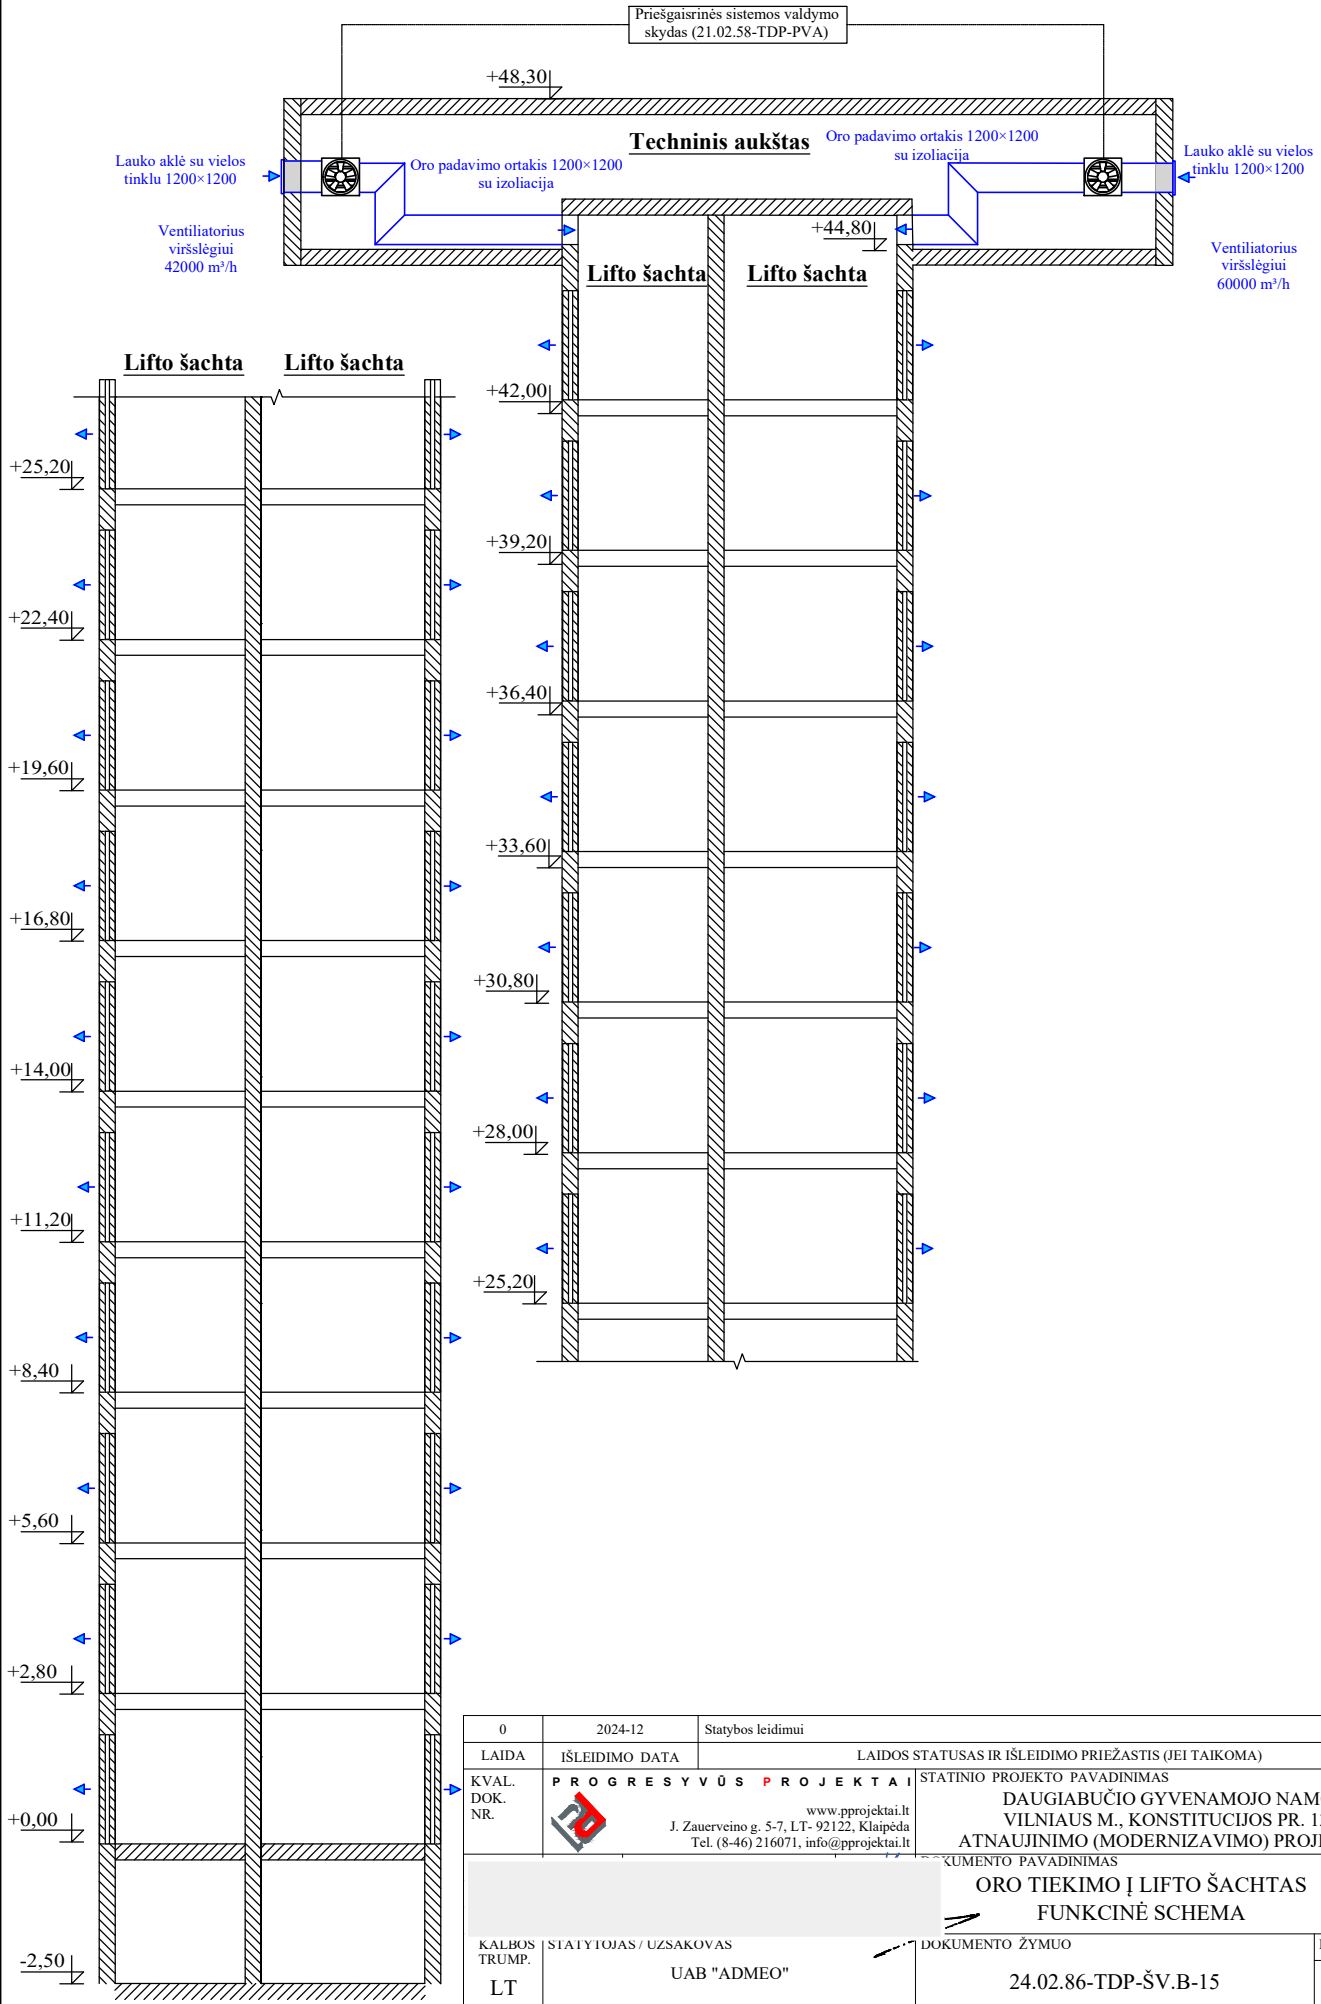 Priešgaisrinės sistemos valdymo
skydas (21.02.58-TDP-PVA)
+48,30
Techninis aukštas
Oro padavimo ortakis 1200×1200
su izoliacija
Lauko aklė su vielos
tinklu 1200×1200
Oro padavimo ortakis 1200×1200
su izoliacija
Lauko aklė su vielos
tinklu 1200×1200
Ventiliatorius
viršslėgiui
42000 m³/h
+44,80
Ventiliatorius
viršslėgiui
60000 m³/h
Lifto šachta
Lifto šachta
Lifto šachta
Lifto šachta
+42,00
+39,20
+36,40
+33,60
+30,80
+28,00
+25,20
+25,20
+22,40
+19,60
+16,80
+14,00
+11,20
+8,40
+5,60
+2,80
+0,00
-2,50
0
2024-12
Statybos leidimui
LAIDA
IŠLEIDIMO DATA
LAIDOS STATUSAS IR IŠLEIDIMO PRIEŽASTIS (JEI TAIKOMA)
KVAL.
DOK.
NR.
PROGRESYVŪS PROJEKTAI
www.pprojektai.lt
J. Zauerveino g. 5-7, LT- 92122, Klaipėda
Tel. (8-46) 216071, info@pprojektai.lt
STATINIO PROJEKTO PAVADINIMAS
DAUGIABUČIO GYVENAMOJO
VILNIAUS M., KONSTITUCIJOS PR.
ATNAUJINIMO (MODERNIZAVIMO)
DOKUMENTO PAVADINIMAS
ORO TIEKIMO Į LIFTO ŠACHTAS
FUNKCINĖ SCHEMA
KALBOS
TRUMP.
LT
STATYTOJAS / UŽSAKOVAS
UAB "ADMEO"
DOKUMENTO ŽYMUO
24.02.86-TDP-ŠV.B-15